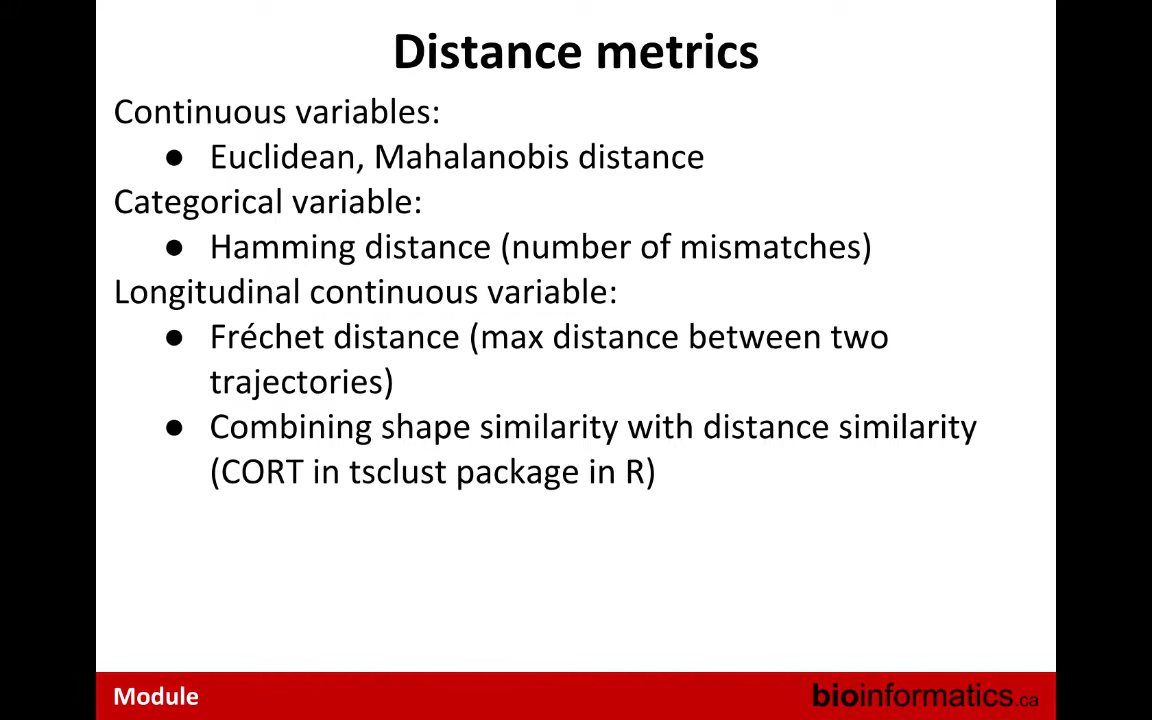 Distance metrics
Continuous variables:
● Euclidean, Mahalanobis distance
Categorical variable:
● Hamming distance (number of mismatches)
Longitudinal continuous variable:
● Fréchet distance (max distance between two
trajectories)
● Combining shape similarity with distance similarity
(CORT in tsclust package in R)
Module
bioinformatics.ca